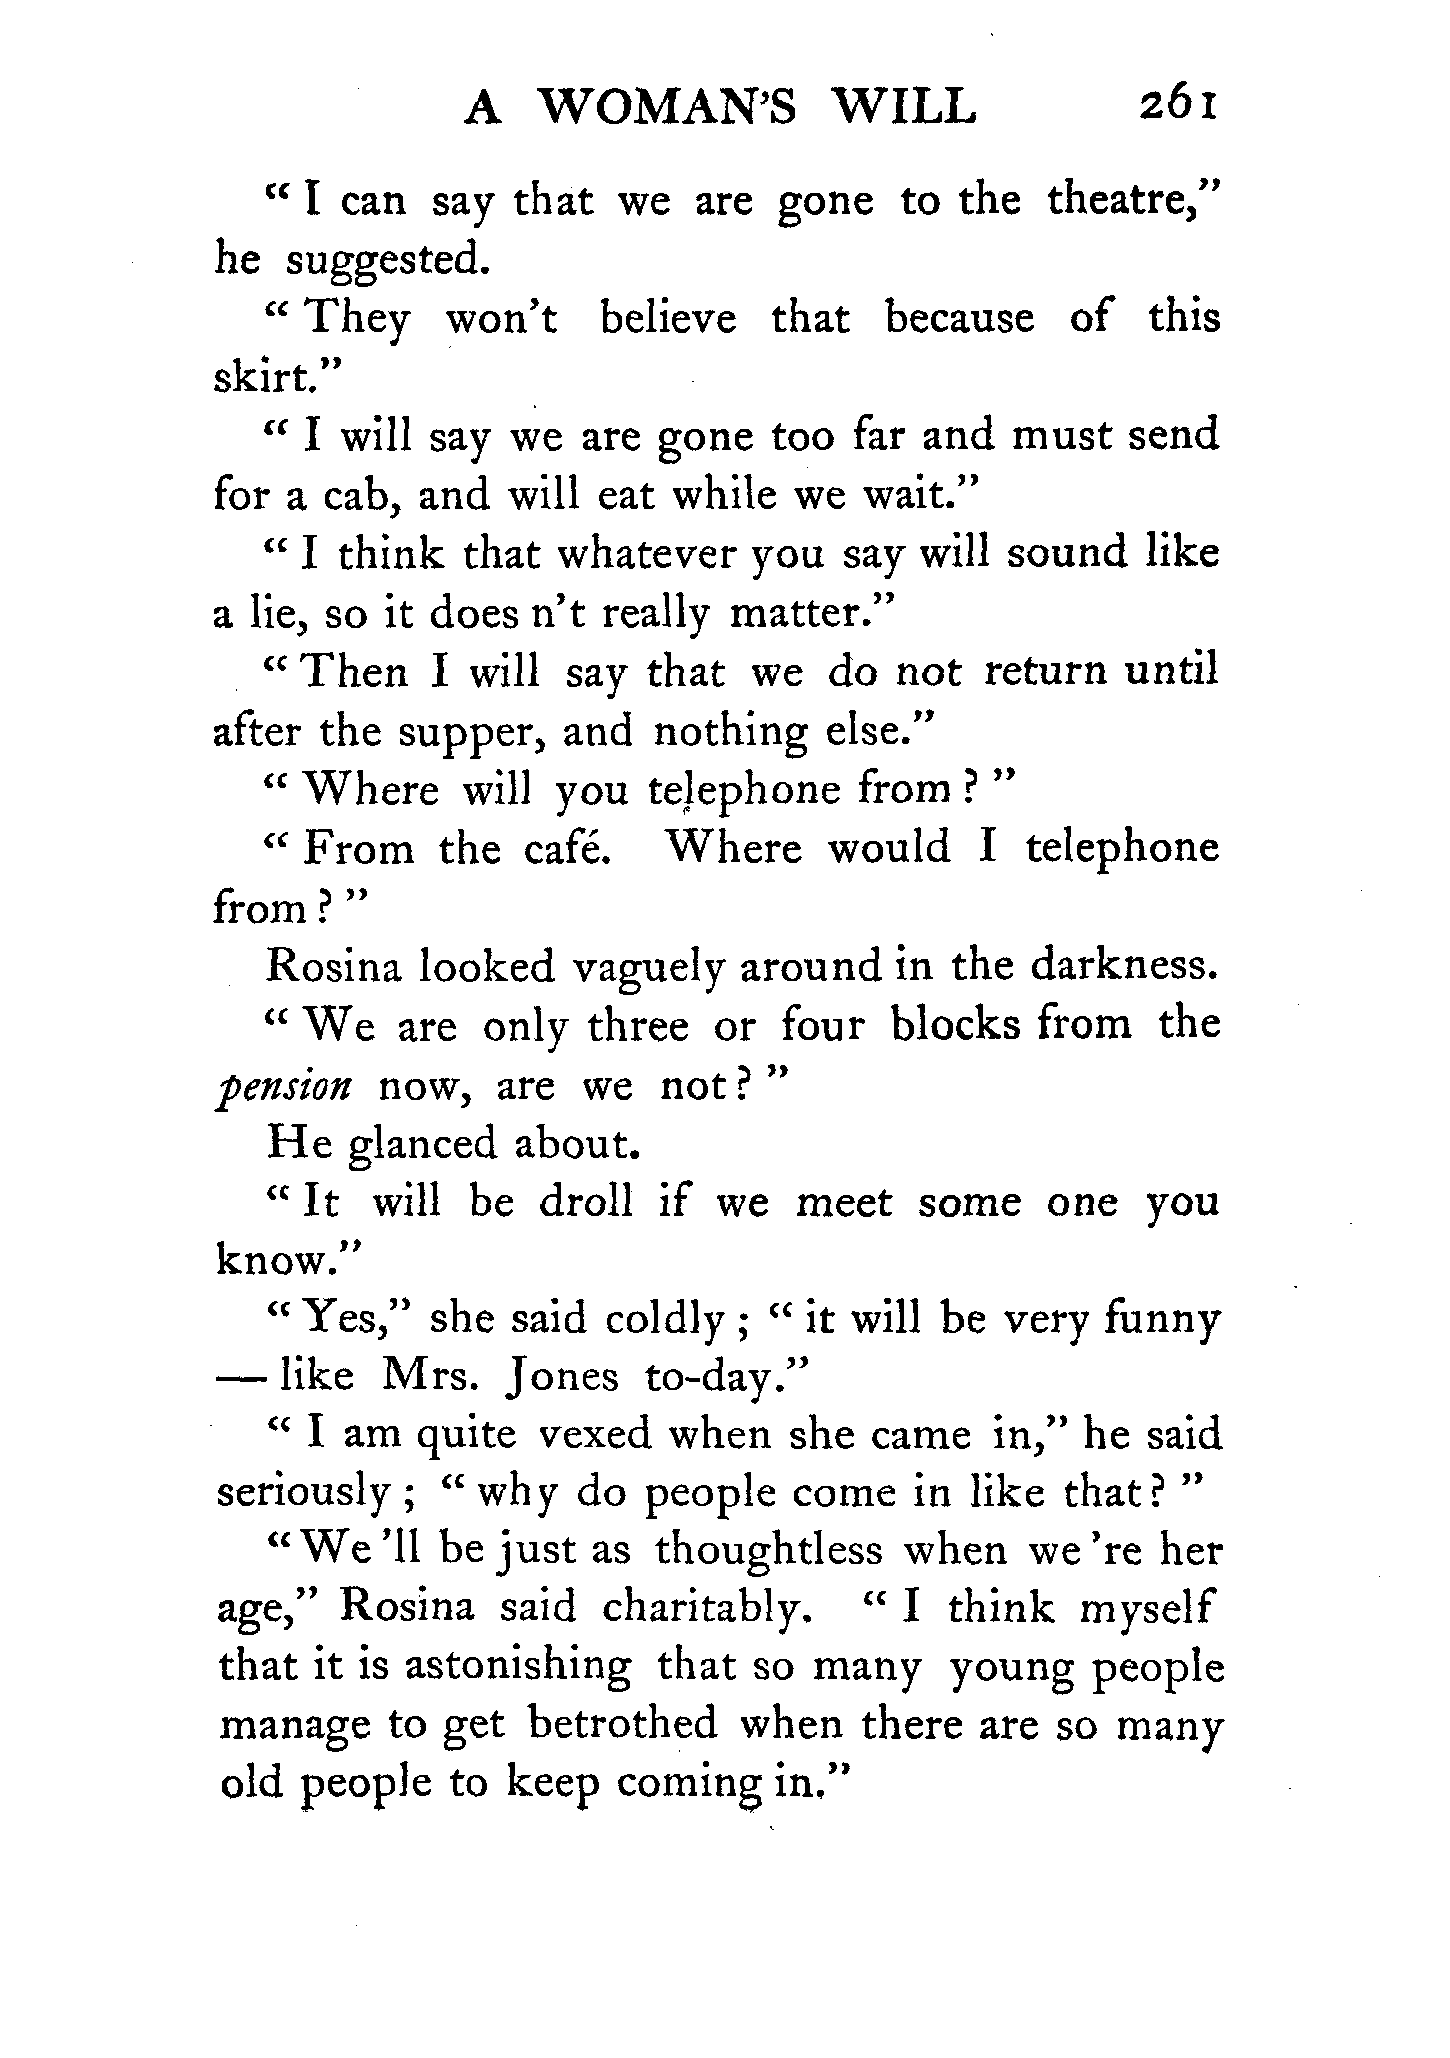 A WOMAN'S WILL 261
“ I can say that we are gone to the theatre,”
he suggested.
“ They won't believe that because of this
skirt.”
“ I will say we are gone too far and must send
for a cab, and will eat while we wait.”
“ I think that whatever you say will sound like
a lie, so it does n't really matter.”
“ Then I will say that we do not return until
after the supper, and nothing else.”
“ Where will you telephone from ? ”
“ From the café. Where would I telephone
from ? ”
Rosina looked vaguely around in the darkness.
“ We are only three or four blocks from the
pension now, are we not ? ”
He glanced about.
“ It will be droll if we meet some one you
know.”
“ Yes,” she said coldly ; “ it will be very funny
— like Mrs. Jones to-day.”
“ I am quite vexed when she came in,” he said
seriously ; “ why do people come in like that ? ”
“ We 'll be just as thoughtless when we 're her
age,” Rosina said charitably. “ I think myself
that it is astonishing that so many young people
manage to get betrothed when there are so many
old people to keep coming in.”